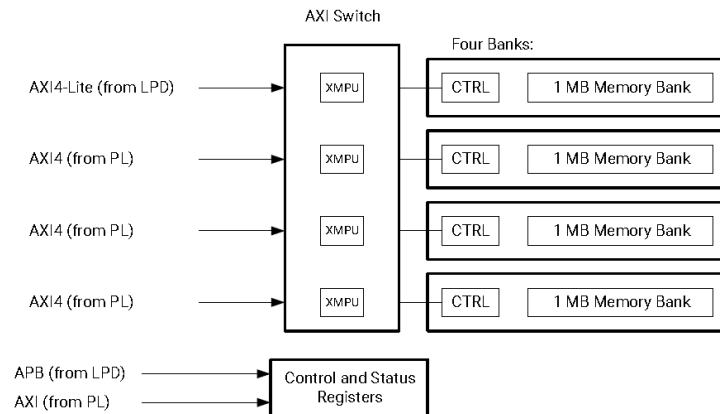 AXI Switch
Four Banks:
AXI4-Lite (from LPD)
XMPU
CTRL
1 MB Memory Bank
AXI4 (from PL)
XMPU
CTRL
1 MB Memory Bank
AXI4 (from PL)
XMPU
CTRL
1 MB Memory Bank
AXI4 (from PL)
XMPU
CTRL
1 MB Memory Bank
APB (from LPD)
AXI (from PL)
Control and Status
Registers